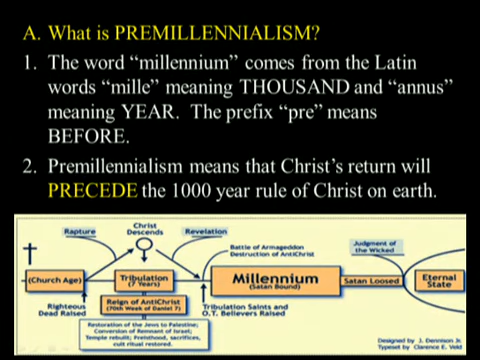 A. What is PREMILLENNIALISM?
1. The word “millennium” comes from the Latin
words “mille” meaning THOUSAND and “annus”
meaning YEAR. The prefix “pre” means
BEFORE.
2. Premillennialism means that Christ’s return will
PRECEDE the 1000 year rule of Christ on earth.
Rapture
Christ
Descends
Revelation
Battle of Armageddon
Destruction of AntiChrist
Judgment of
the Wicked
(Church Age)
Tribulation
(7 Years)
Millennium
(Satan Bound)
Satan Loosed
Eternal
State
Righteous
Dead Raised
Reign of AntiChrist
(70th Week of Daniel 7)
Tribulation Saints and
O.T. Believers Raised
Restoration of the Jews to Palestine;
Conversion of Remnant of Israel;
Temple rebuilt; Priesthood, sacrifices,
cult ritual restored.
Designed by J. Dennison Jr.
Typeset by Clarence E. Veld